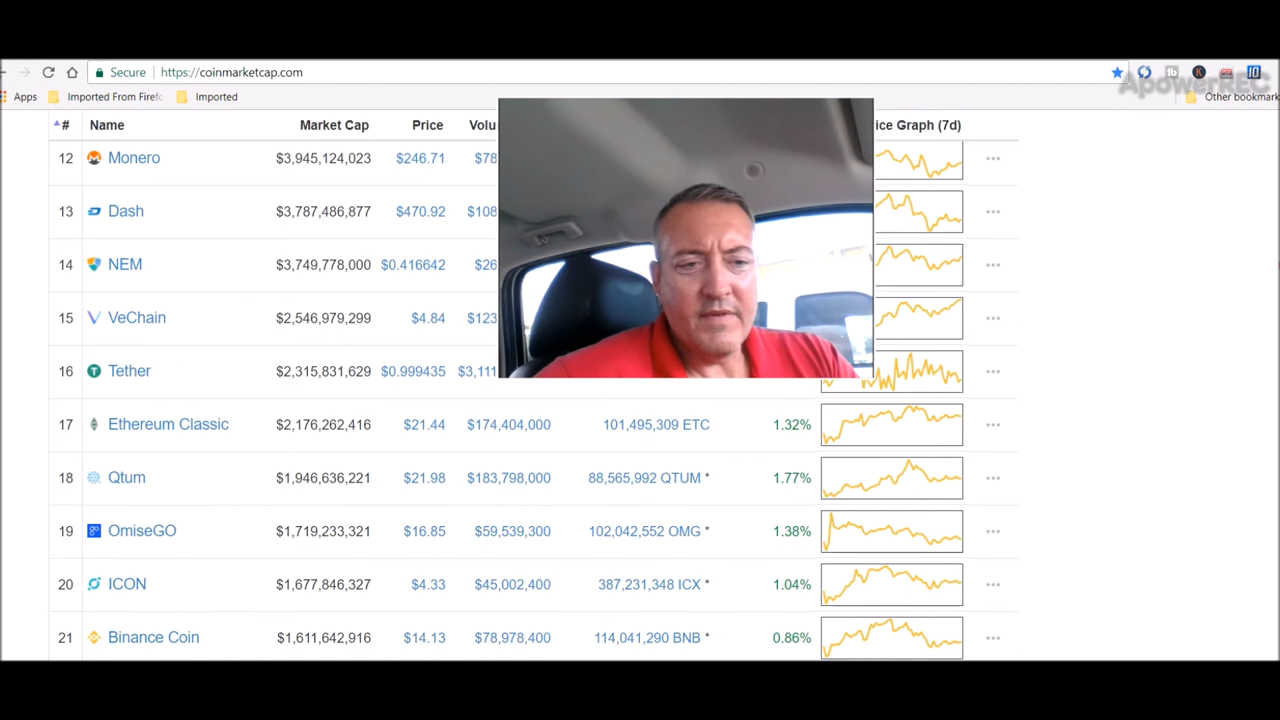 ApowerREC
Secure https://coinmarketcap.com
Apps Imported From Firefo Imported Other bookmark
# Name Market Cap Price Volu ice Graph (7d)
12 Monero $3,945,124,023 $246.71 $78
13 Dash $3,787,486,877 $470.92 $108
14 NEM $3,749,778,000 $0.416642 $26
15 VeChain $2,546,979,299 $4.84 $123
16 Tether $2,315,831,629 $0.999435 $3,111
17 Ethereum Classic $2,176,262,416 $21.44 $174,404,000 101,495,309 ETC 1.32%
18 Qtum $1,946,636,221 $21.98 $183,798,000 88,565,992 QTUM * 1.77%
19 OmiseGO $1,719,233,321 $16.85 $59,539,300 102,042,552 OMG * 1.38%
20 ICON $1,677,846,327 $4.33 $45,002,400 387,231,348 ICX * 1.04%
21 Binance Coin $1,611,642,916 $14.13 $78,978,400 114,041,290 BNB * 0.86%